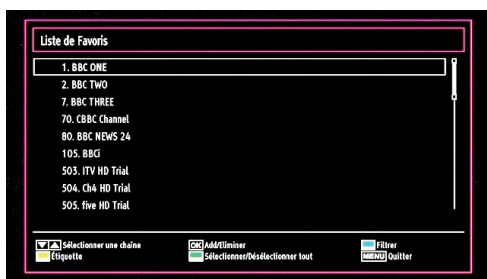 Liste de Favoris
1. BBC ONE
2. BBC TWO
7. BBC THREE
70. CBBC Channel
80. BBC NEWS 24
105. BBCi
503. ITV HD Trial
504. Ch4 HD Trial
505. five HD Trial
Sélectionner une chaîne OK Add/Eliminer Filtrer
Étiquette Sélectionner/Désélectionner tout MENU Quitter